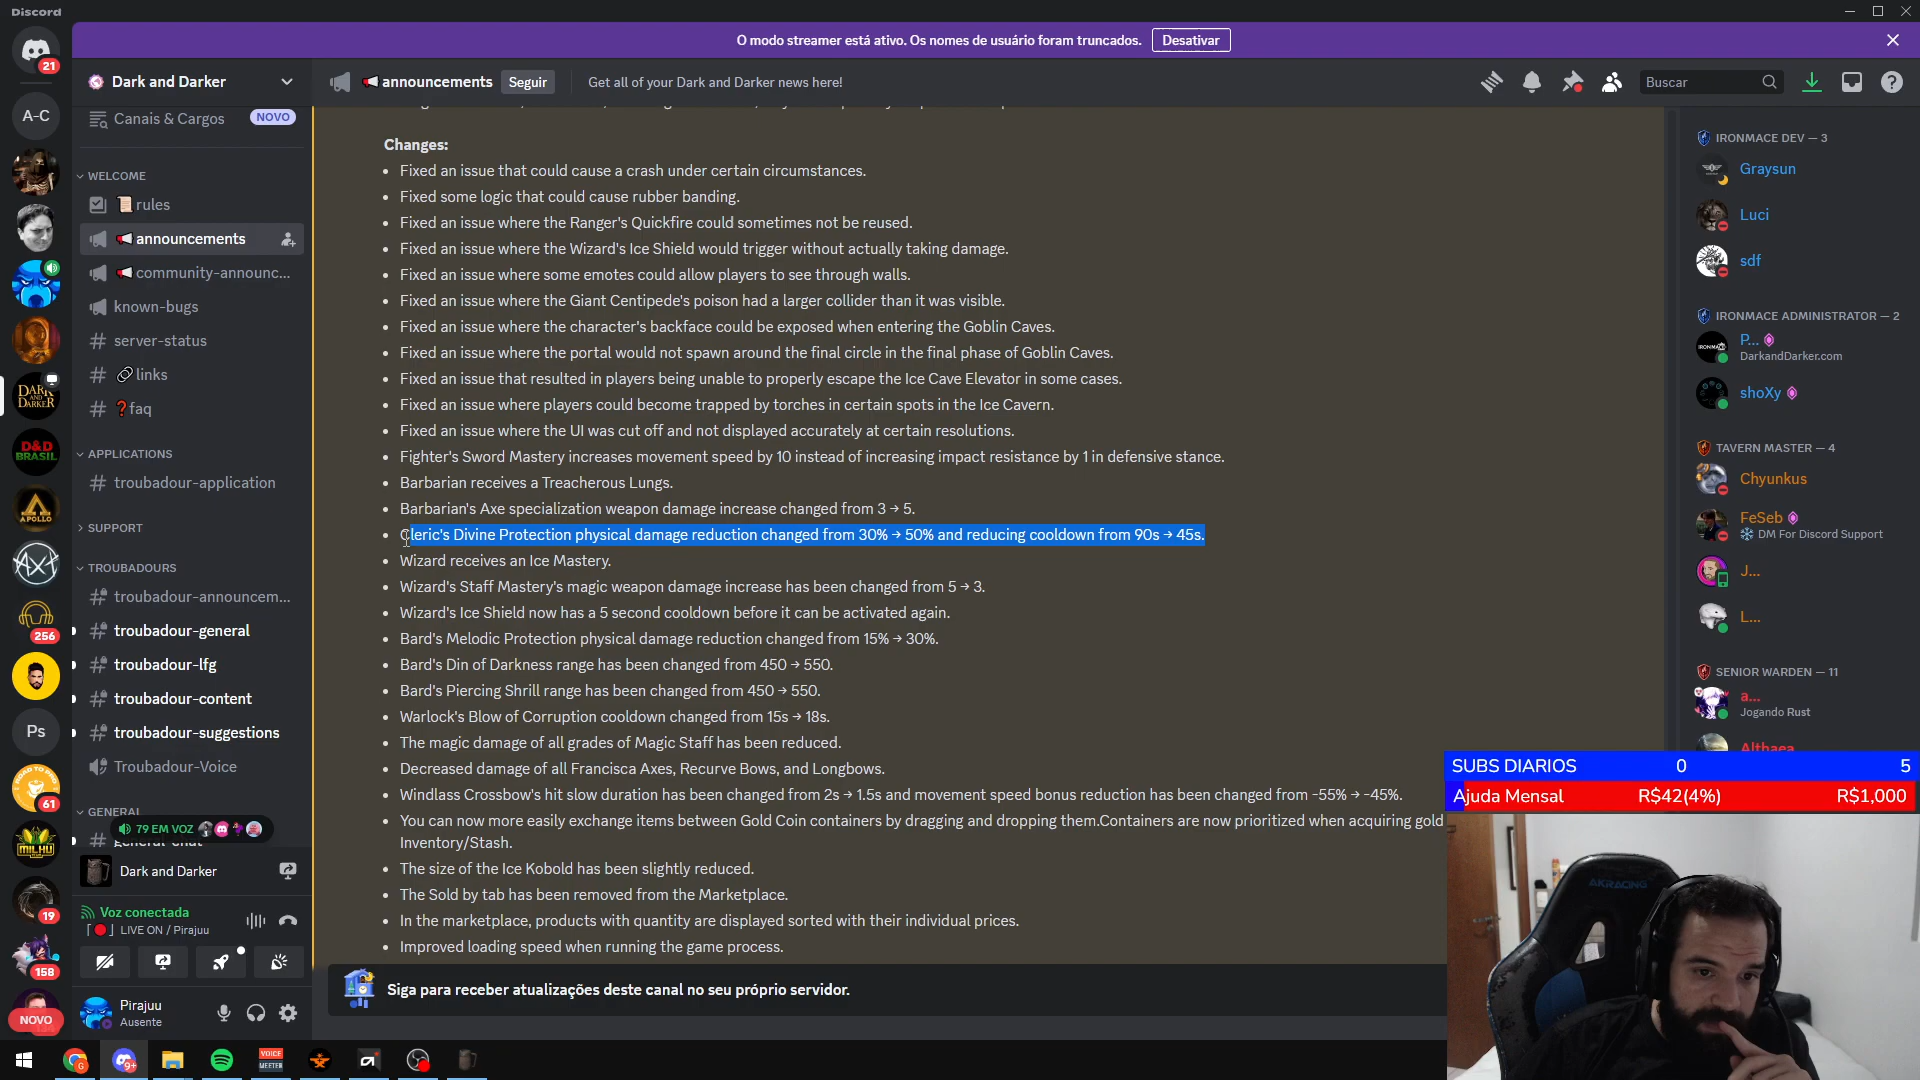 Discord
O modo streamer está ativo. Os nomes de usuário foram truncados.
Desativar
21
A-C
256
Ps
61
19
158
NOVO
DARK AND DARKER
D&D BRASIL
APOLLO
AXT
MILHU
Dark and Darker
Canais & Cargos
NOVO
WELCOME
rules
announcements
community-announc...
known-bugs
server-status
links
faq
APPLICATIONS
troubadour-application
SUPPORT
TROUBADOURS
troubadour-announcem...
troubadour-general
troubadour-lfg
troubadour-content
troubadour-suggestions
Troubadour-Voice
GENERAL
79 EM VOZ
general-chat
Dark and Darker
Voz conectada
[ 🔴 ] LIVE ON / Pirajuu
Pirajuu
Ausente
announcements
Seguir
Get all of your Dark and Darker news here!
Buscar
Changes:
• Fixed an issue that could cause a crash under certain circumstances.
• Fixed some logic that could cause rubber banding.
• Fixed an issue where the Ranger's Quickfire could sometimes not be reused.
• Fixed an issue where the Wizard's Ice Shield would trigger without actually taking damage.
• Fixed an issue where some emotes could allow players to see through walls.
• Fixed an issue where the Giant Centipede's poison had a larger collider than it was visible.
• Fixed an issue where the character's backface could be exposed when entering the Goblin Caves.
• Fixed an issue where the portal would not spawn around the final circle in the final phase of Goblin Caves.
• Fixed an issue that resulted in players being unable to properly escape the Ice Cave Elevator in some cases.
• Fixed an issue where players could become trapped by torches in certain spots in the Ice Cavern.
• Fixed an issue where the UI was cut off and not displayed accurately at certain resolutions.
• Fighter's Sword Mastery increases movement speed by 10 instead of increasing impact resistance by 1 in defensive stance.
• Barbarian receives a Treacherous Lungs.
• Barbarian's Axe specialization weapon damage increase changed from 3 → 5.
• Cleric's Divine Protection physical damage reduction changed from 30% → 50% and reducing cooldown from 90s → 45s.
• Wizard receives an Ice Mastery.
• Wizard's Staff Mastery's magic weapon damage increase has been changed from 5 → 3.
• Wizard's Ice Shield now has a 5 second cooldown before it can be activated again.
• Bard's Melodic Protection physical damage reduction changed from 15% → 30%.
• Bard's Din of Darkness range has been changed from 450 → 550.
• Bard's Piercing Shrill range has been changed from 450 → 550.
• Warlock's Blow of Corruption cooldown changed from 15s → 18s.
• The magic damage of all grades of Magic Staff has been reduced.
• Decreased damage of all Francisca Axes, Recurve Bows, and Longbows.
• Windlass Crossbow's hit slow duration has been changed from 2s → 1.5s and movement speed bonus reduction has been changed from -55% → -45%.
• You can now more easily exchange items between Gold Coin containers by dragging and dropping them.Containers are now prioritized when acquiring gold
Inventory/Stash.
• The size of the Ice Kobold has been slightly reduced.
• The Sold by tab has been removed from the Marketplace.
• In the marketplace, products with quantity are displayed sorted with their individual prices.
• Improved loading speed when running the game process.
Siga para receber atualizações deste canal no seu próprio servidor.
IRONMACE DEV — 3
Graysun
Luci
sdf
IRONMACE ADMINISTRATOR — 2
IRONMACE
P...
DarkandDarker.com
shoXy
TAVERN MASTER — 4
Chyunkus
FeSeb
DM For Discord Support
J...
L...
SENIOR WARDEN — 11
a...
Jogando Rust
Althaea
SUBS DIARIOS 0 5
Ajuda Mensal R$42(4%) R$1,000
AKRACING
G
9+
VOICE
MEETER